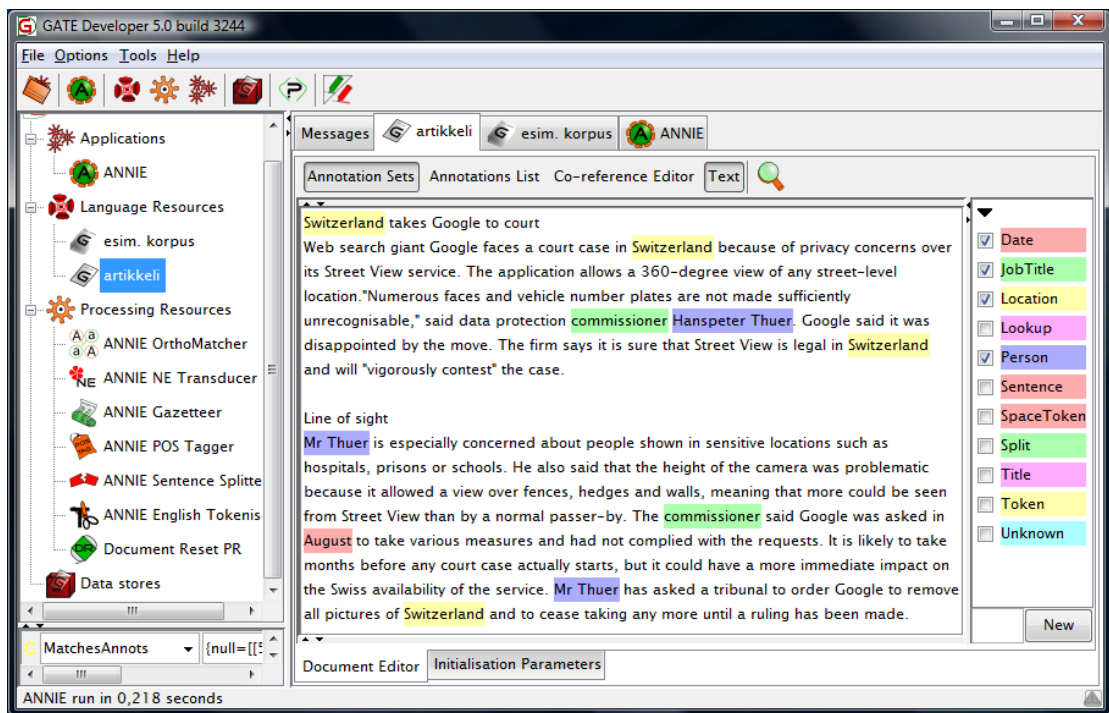 GATE Developer 5.0 build 3244
File Options Tools Help
Applications
ANNIE
Language Resources
esim. korpus
artikkeli
Processing Resources
ANNIE OrthoMatcher
ANNIE NE Transducer
ANNIE Gazetteer
ANNIE POS Tagger
ANNIE Sentence Splitte
ANNIE English Tokenis
Document Reset PR
Data stores
MatchesAnnots {null=[[5
Messages artikkeli esim. korpus ANNIE
Annotation Sets Annotations List Co-reference Editor Text
Switzerland takes Google to court
Web search giant Google faces a court case in Switzerland because of privacy concerns over
its Street View service. The application allows a 360-degree view of any street-level
location."Numerous faces and vehicle number plates are not made sufficiently
unrecognisable," said data protection commissioner Hanspeter Thuer. Google said it was
disappointed by the move. The firm says it is sure that Street View is legal in Switzerland
and will "vigorously contest" the case.
Line of sight
Mr Thuer is especially concerned about people shown in sensitive locations such as
hospitals, prisons or schools. He also said that the height of the camera was problematic
because it allowed a view over fences, hedges and walls, meaning that more could be seen
from Street View than by a normal passer-by. The commissioner said Google was asked in
August to take various measures and had not complied with the requests. It is likely to take
months before any court case actually starts, but it could have a more immediate impact on
the Swiss availability of the service. Mr Thuer has asked a tribunal to order Google to remove
all pictures of Switzerland and to cease taking any more until a ruling has been made.
Date
JobTitle
Location
Lookup
Person
Sentence
SpaceToken
Split
Title
Token
Unknown
New
Document Editor Initialisation Parameters
ANNIE run in 0,218 seconds